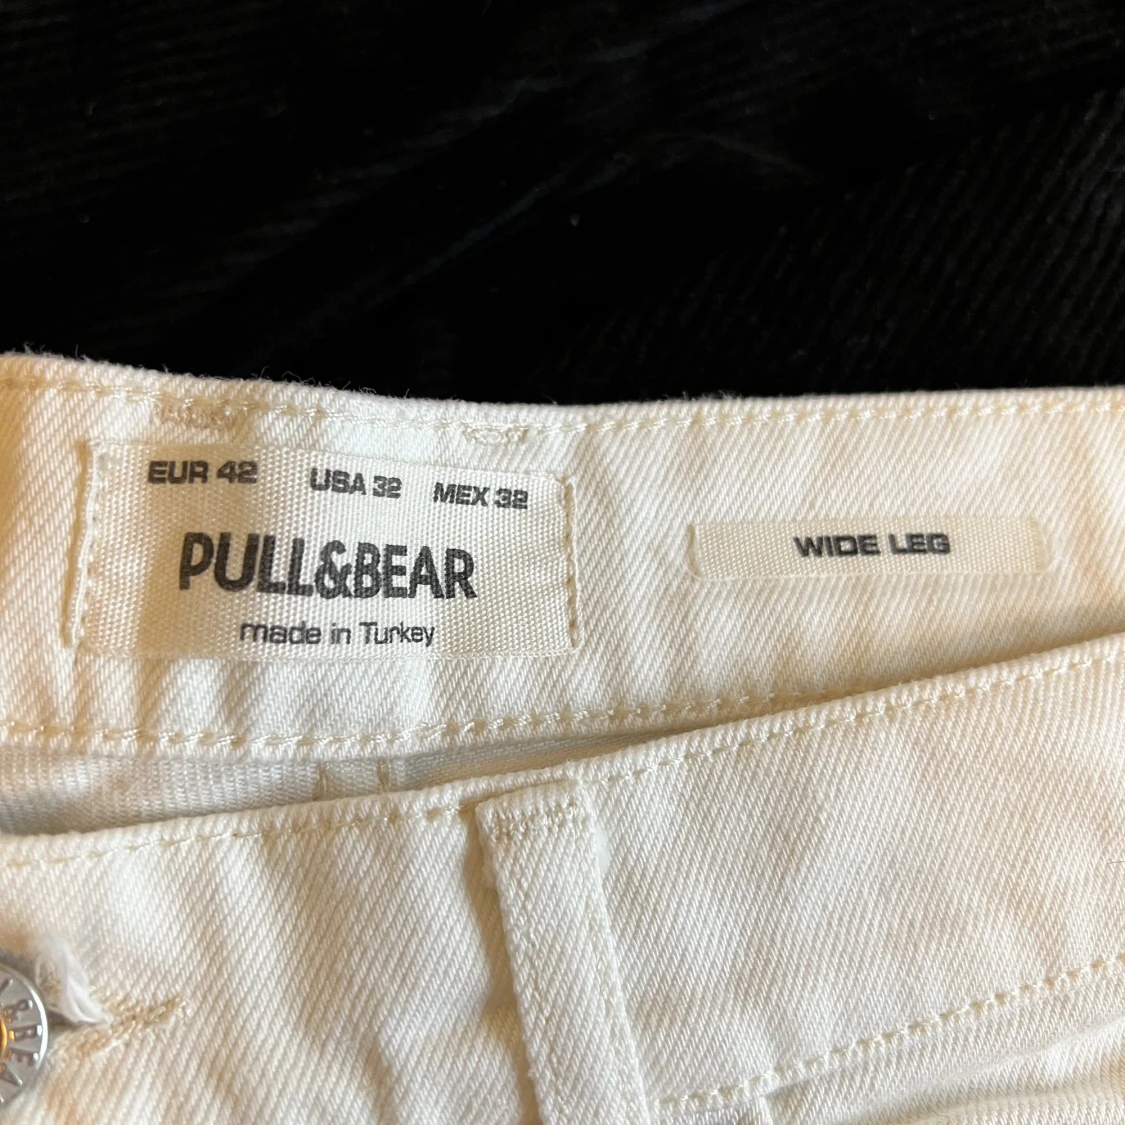 EUR 42 USA 32 MEX 32
PULL&BEAR
made in Turkey
WIDE LEG